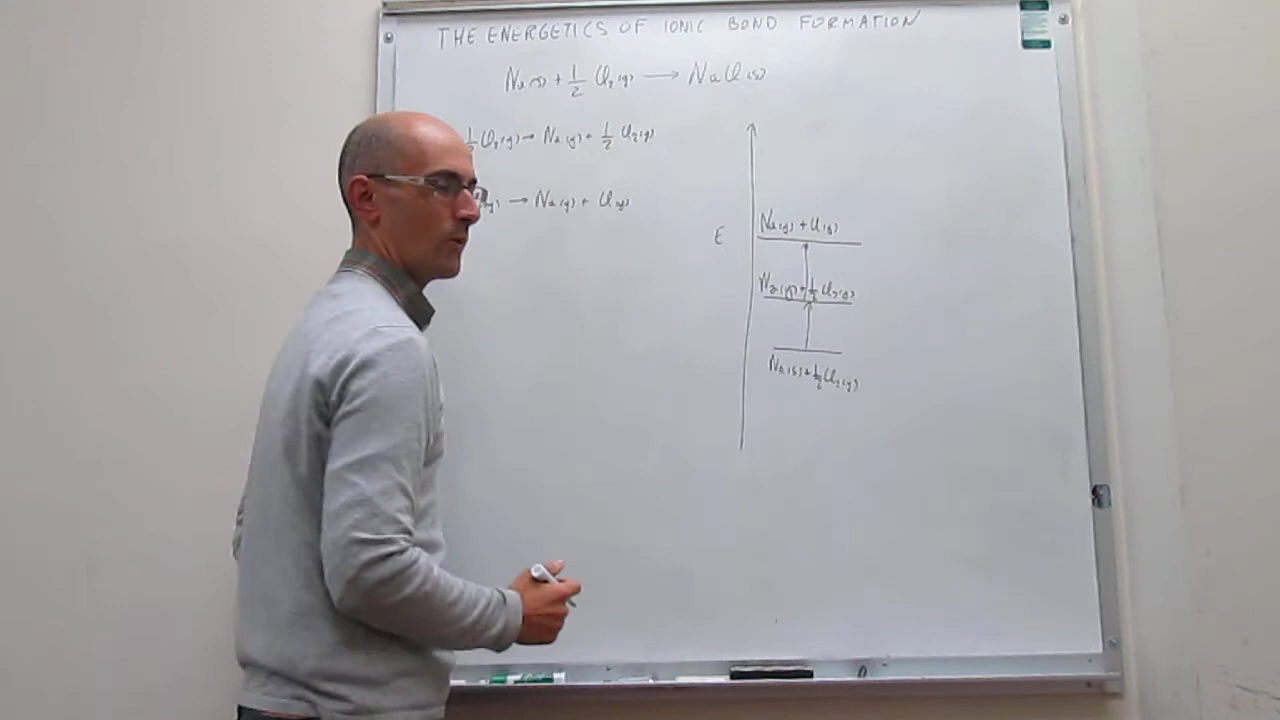 THE ENERGETICS OF IONIC BOND FORMATION
Na(s) + 1/2 Cl2(g) → NaCl(s)
1/2 Cl2(g) → Na(g) + 1/2 Cl2(g)
→ Na(g) + Cl(g)
E
Na(g) + Cl(g)
Na(g) + 1/2 Cl2(g)
Na(s) + 1/2 Cl2(g)